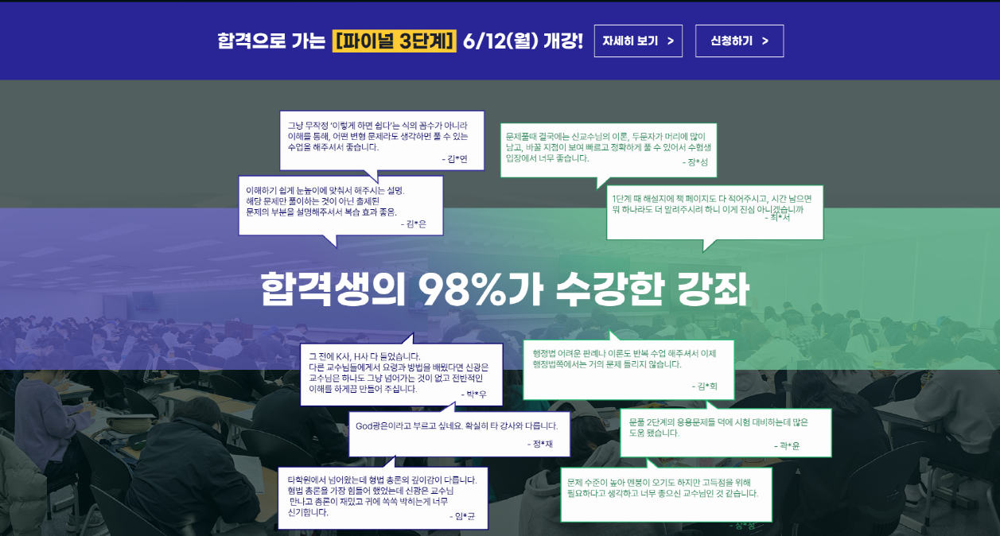 합격으로 가는 [파이널 3단계] 6/12(월) 개강!
자세히 보기 >
신청하기 >
그냥 무작정 '이렇게 하면 쉽다'는 식의 꼼수가 아니라
이해를 통해, 어떤 변형 문제라도 생각하면 풀 수 있는
수업을 해주셔서 좋습니다.
- 김*연
문제풀때 결국에는 신교수님의 이론, 두문자가 머리에 많이
남고, 바꿀 지점이 보여 빠르고 정확하게 풀 수 있어서 수험생
입장에서 너무 좋습니다.
- 장*성
이해하기 쉽게 눈높이에 맞춰서 해주시는 설명.
해당 문제만 풀이하는 것이 아닌 출제된
문제의 부분을 설명해주셔서 복습 효과 좋음.
- 김*은
1단계 때 해설지에 책 페이지도 다 적어주시고, 시간 남으면
뭐 하나라도 더 알려주시려 하니 이게 진심 아니겠습니까
- 최*서
합격생의 98%가 수강한 강좌
그 전에 K사, H사 다 들었습니다.
다른 교수님들에게서 요령과 방법을 배웠다면 신광은
교수님은 하나도 그냥 넘어가는 것이 없고 전반적인
이해를 하게끔 만들어 주십니다.
- 박*우
행정법 어려운 판례나 이론도 반복 수업 해주셔서 이제
행정법쪽에서는 거의 문제 틀리지 않습니다.
- 김*희
God광은이라고 부르고 싶네요. 확실히 타 강사와 다릅니다.
- 정*재
문풀 2단계의 응용문제들 덕에 시험 대비하는데 많은
도움 됐습니다.
- 곽*윤
타학원에서 넘어왔는데 형법 총론의 깊이감이 다릅니다.
형법 총론을 가장 힘들어 했었는데 신광은 교수님
만나고 총론이 재밌고 귀에 쏙쏙 박히는게 너무
신기합니다.
- 임*균
문제 수준이 높아 멘붕이 오기도 하지만 고득점을 위해
필요하다고 생각하고 너무 좋으신 교수님인 것 같습니다.